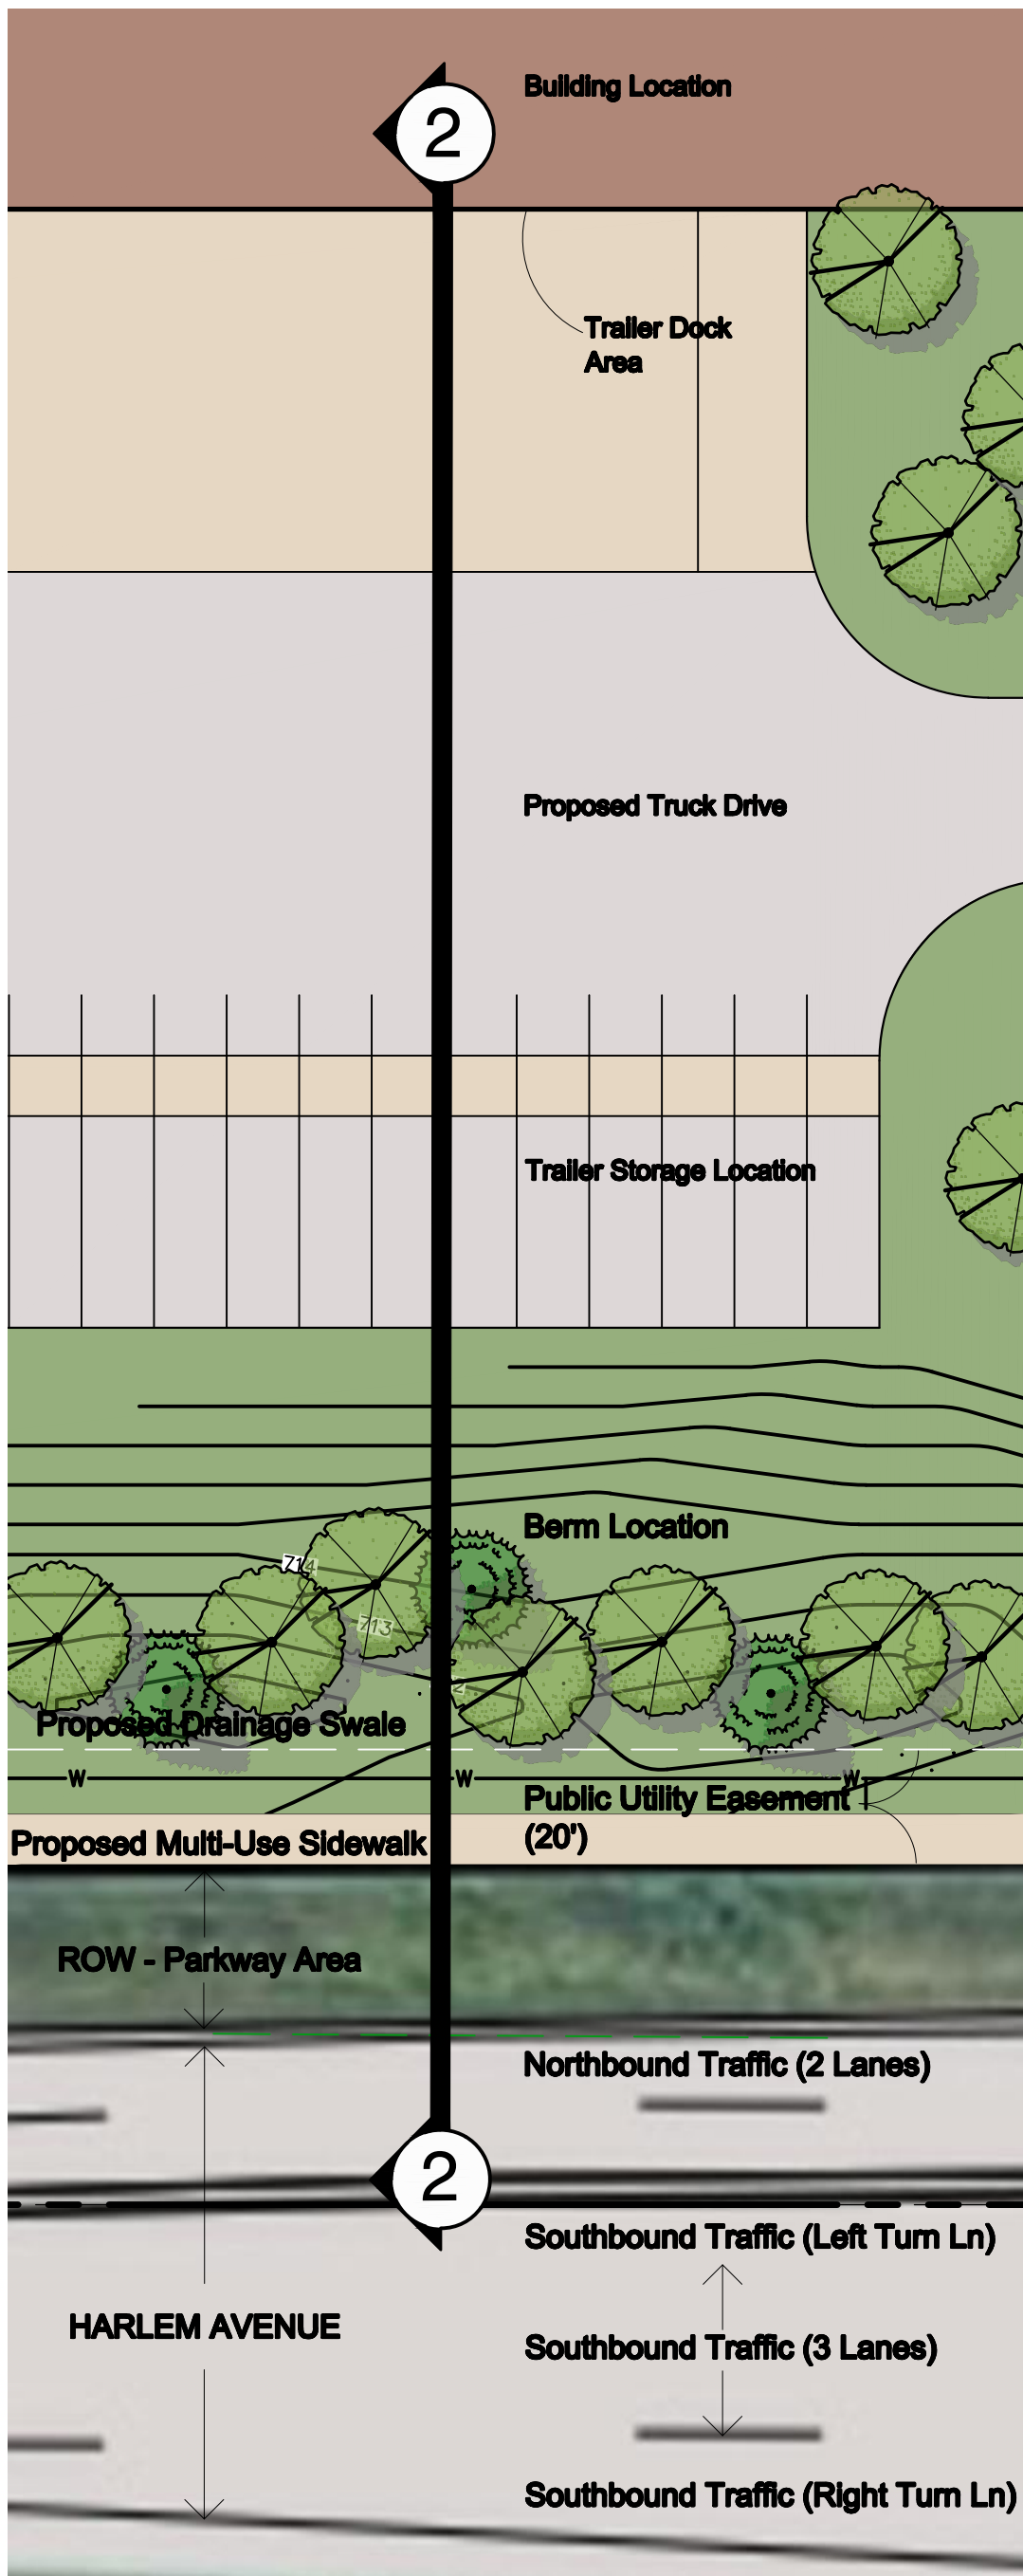 2
Building Location
Trailer Dock
Area
Proposed Truck Drive
Trailer Storage Location
Berm Location
714
713
Proposed Drainage Swale
W W W
Public Utility Easement
(20')
Proposed Multi-Use Sidewalk
ROW - Parkway Area
Northbound Traffic (2 Lanes)
2
Southbound Traffic (Left Turn Ln)
HARLEM AVENUE
Southbound Traffic (3 Lanes)
Southbound Traffic (Right Turn Ln)